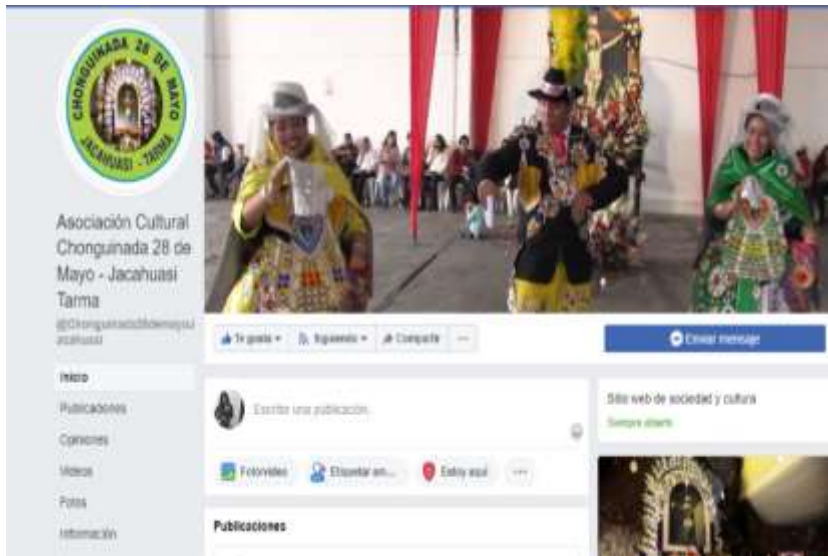 CHONGUINADA 28 DE MAYO
JACAHUASI - TARMA
Asociación Cultural
Chonguinada 28 de
Mayo - Jacahuasi
Tarma
Te gusta
Siguiendo
Compartir
Enviar mensaje
Inicio
Publicaciones
Opiniones
Videos
Fotos
Información
Escribe una publicación.
Foto/video
Etiquetar am...
Estoy aquí
Publicaciones
Sitio web de sociedad y cultura
Siempre abierto